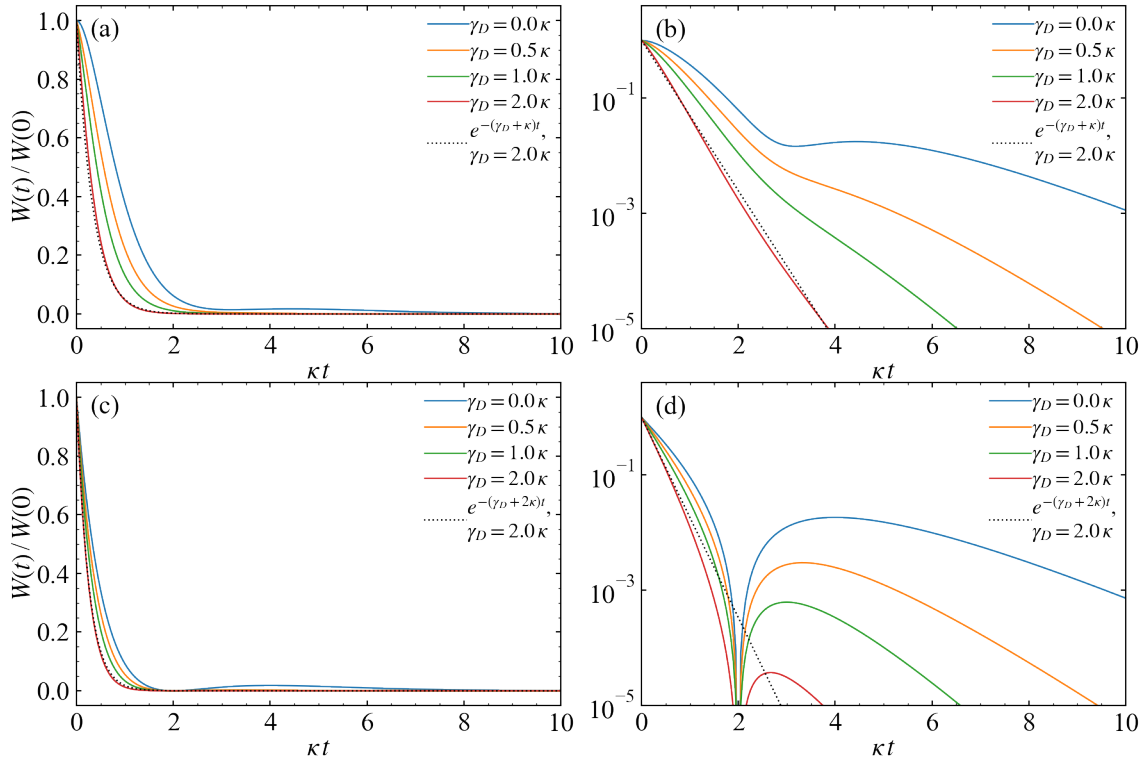 (a)
γ_D = 0.0 κ
γ_D = 0.5 κ
γ_D = 1.0 κ
γ_D = 2.0 κ
e^{−(γ_D+κ)t},
γ_D = 2.0 κ
W(t) / W(0)
1.0
0.8
0.6
0.4
0.2
0.0
0 2 4 6 8 10
κ t
(b)
γ_D = 0.0 κ
γ_D = 0.5 κ
γ_D = 1.0 κ
γ_D = 2.0 κ
e^{−(γ_D+κ)t},
γ_D = 2.0 κ
10^{−1}
10^{−3}
10^{−5}
0 2 4 6 8 10
κ t
(c)
γ_D = 0.0 κ
γ_D = 0.5 κ
γ_D = 1.0 κ
γ_D = 2.0 κ
e^{−(γ_D+2κ)t},
γ_D = 2.0 κ
W(t) / W(0)
1.0
0.8
0.6
0.4
0.2
0.0
0 2 4 6 8 10
κ t
(d)
γ_D = 0.0 κ
γ_D = 0.5 κ
γ_D = 1.0 κ
γ_D = 2.0 κ
e^{−(γ_D+2κ)t},
γ_D = 2.0 κ
10^{−1}
10^{−3}
10^{−5}
0 2 4 6 8 10
κ t